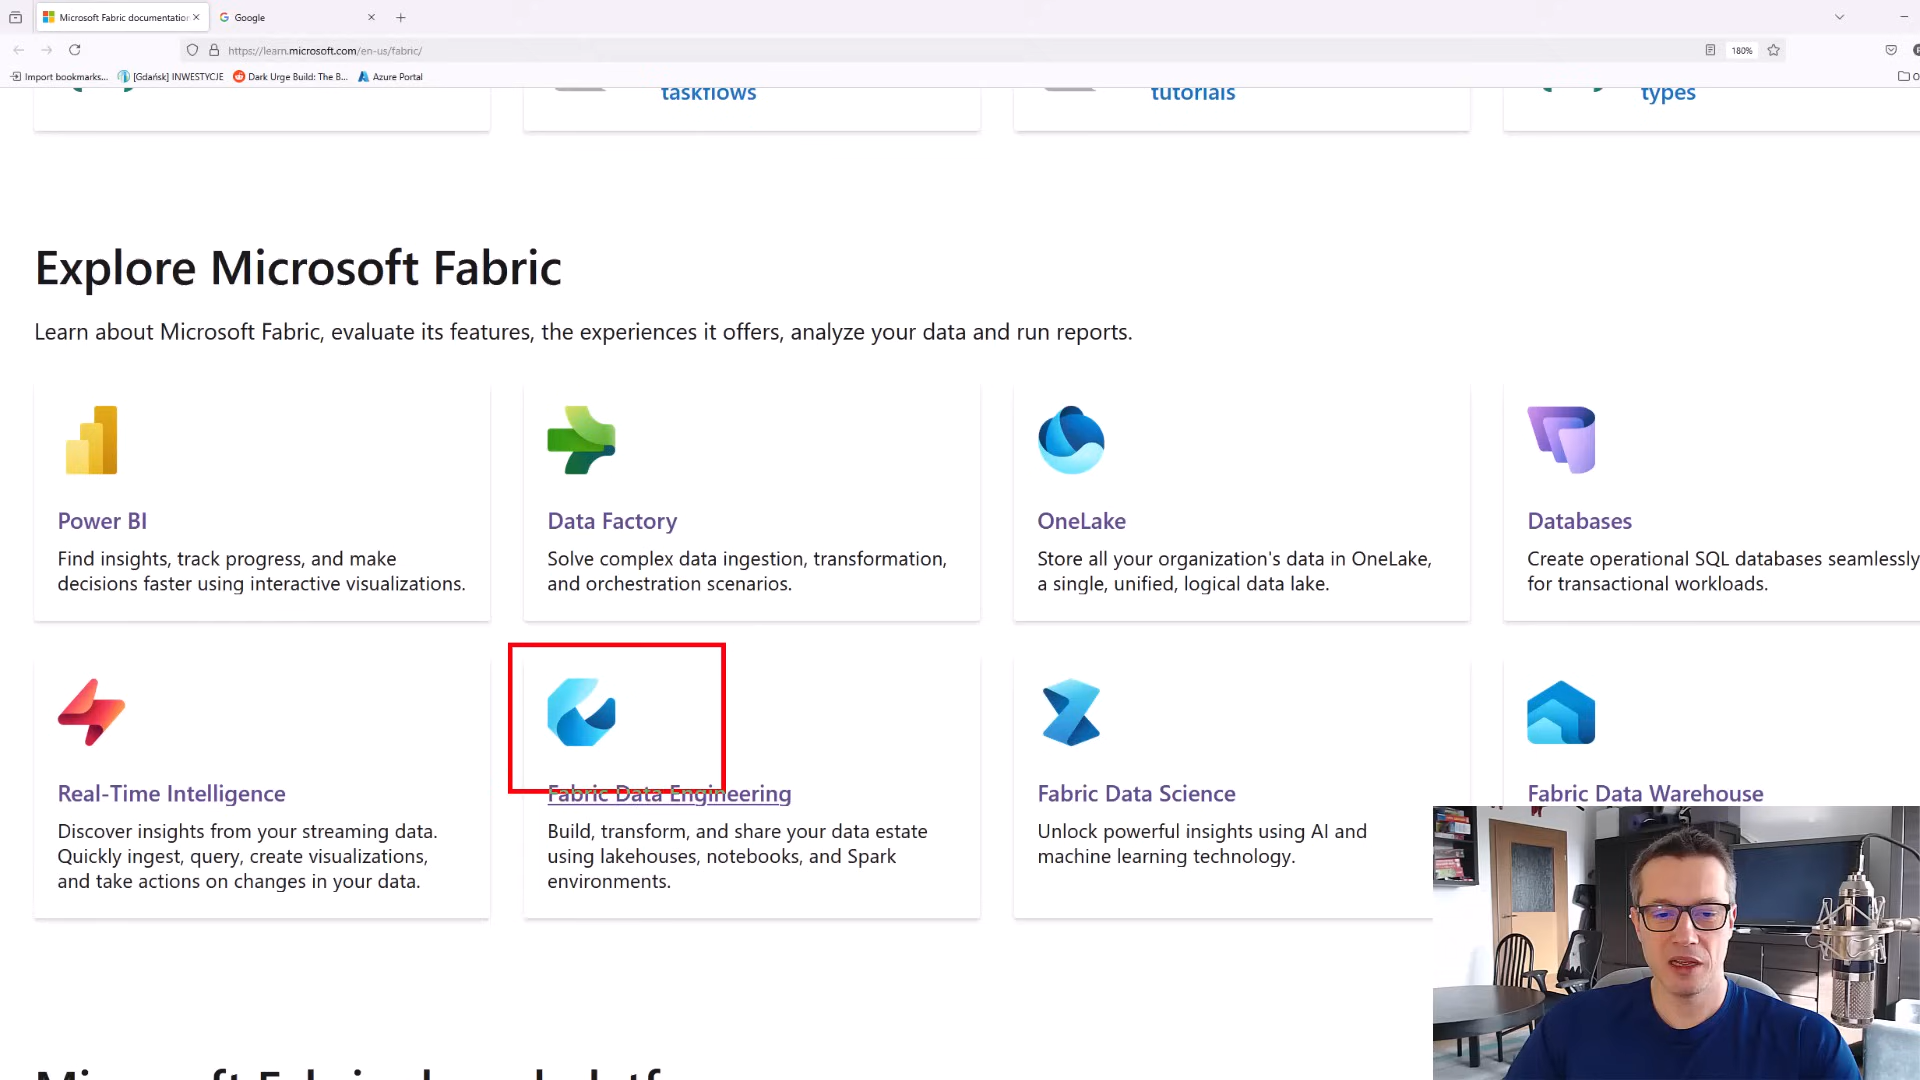 Microsoft Fabric documentation
Google
https://learn.microsoft.com/en-us/fabric/
180%
Import bookmarks...
[Gdańsk] INWESTYCJE
Dark Urge Build: The B...
Azure Portal
taskflows
tutorials
types
Explore Microsoft Fabric
Learn about Microsoft Fabric, evaluate its features, the experiences it offers, analyze your data and run reports.
Power BI
Find insights, track progress, and make
decisions faster using interactive visualizations.
Data Factory
Solve complex data ingestion, transformation,
and orchestration scenarios.
OneLake
Store all your organization's data in OneLake,
a single, unified, logical data lake.
Databases
Create operational SQL databases seamlessly
for transactional workloads.
Real-Time Intelligence
Discover insights from your streaming data.
Quickly ingest, query, create visualizations,
and take actions on changes in your data.
Fabric Data Engineering
Build, transform, and share your data estate
using lakehouses, notebooks, and Spark
environments.
Fabric Data Science
Unlock powerful insights using AI and
machine learning technology.
Fabric Data Warehouse
Microsoft Fabric